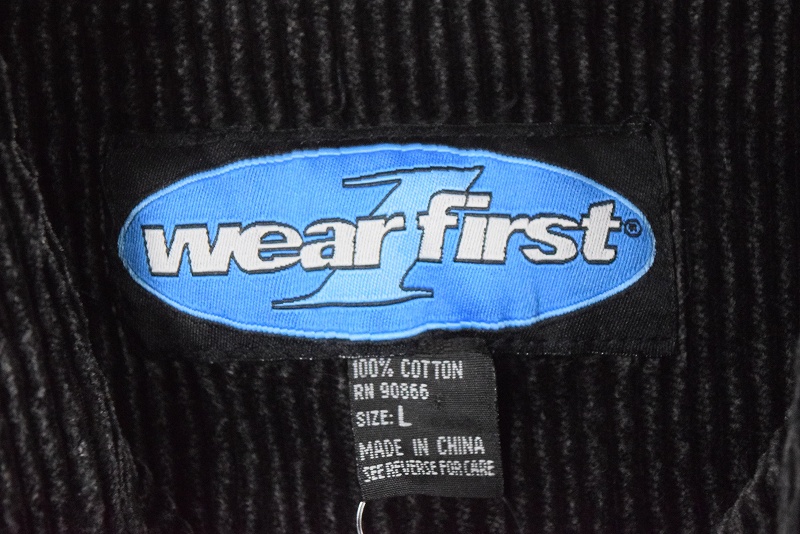 wear first®
100% COTTON
RN 90866
SIZE: L
MADE IN CHINA
SEE REVERSE FOR CARE